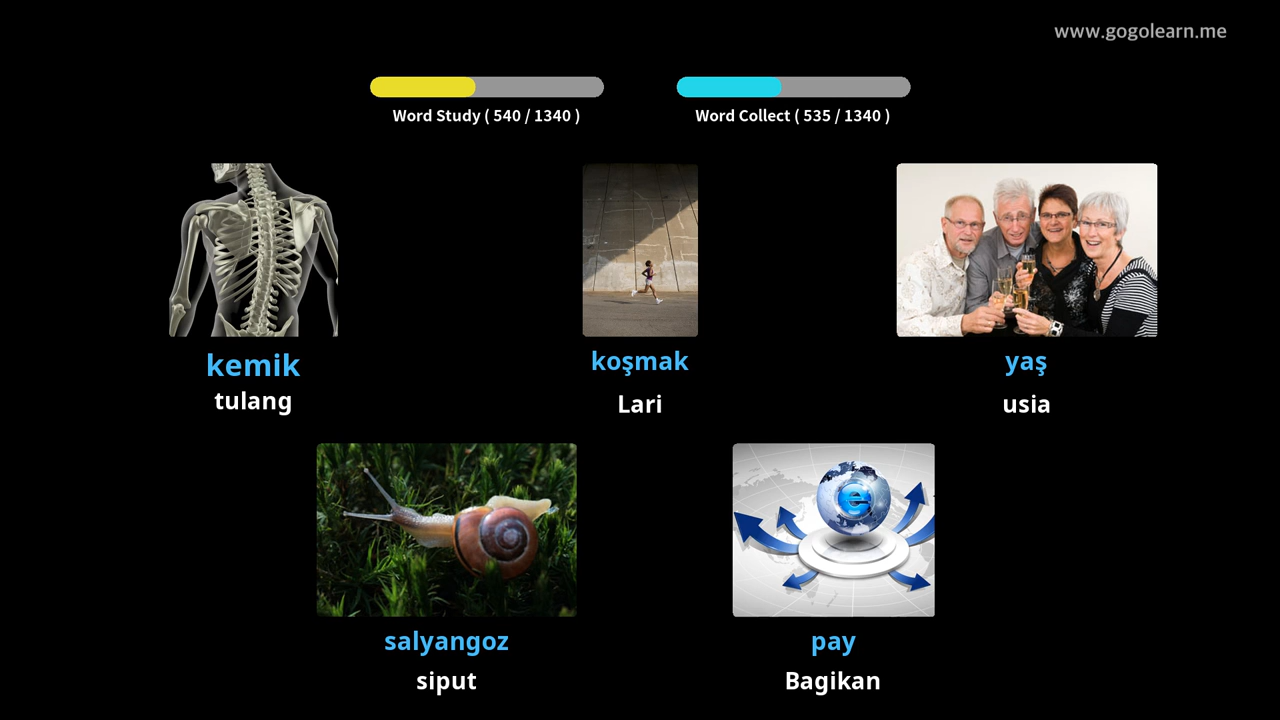 www.gogolearn.me
Word Study ( 540 / 1340 )
Word Collect ( 535 / 1340 )
kemik
tulang
koşmak
Lari
yaş
usia
salyangoz
siput
e
pay
Bagikan